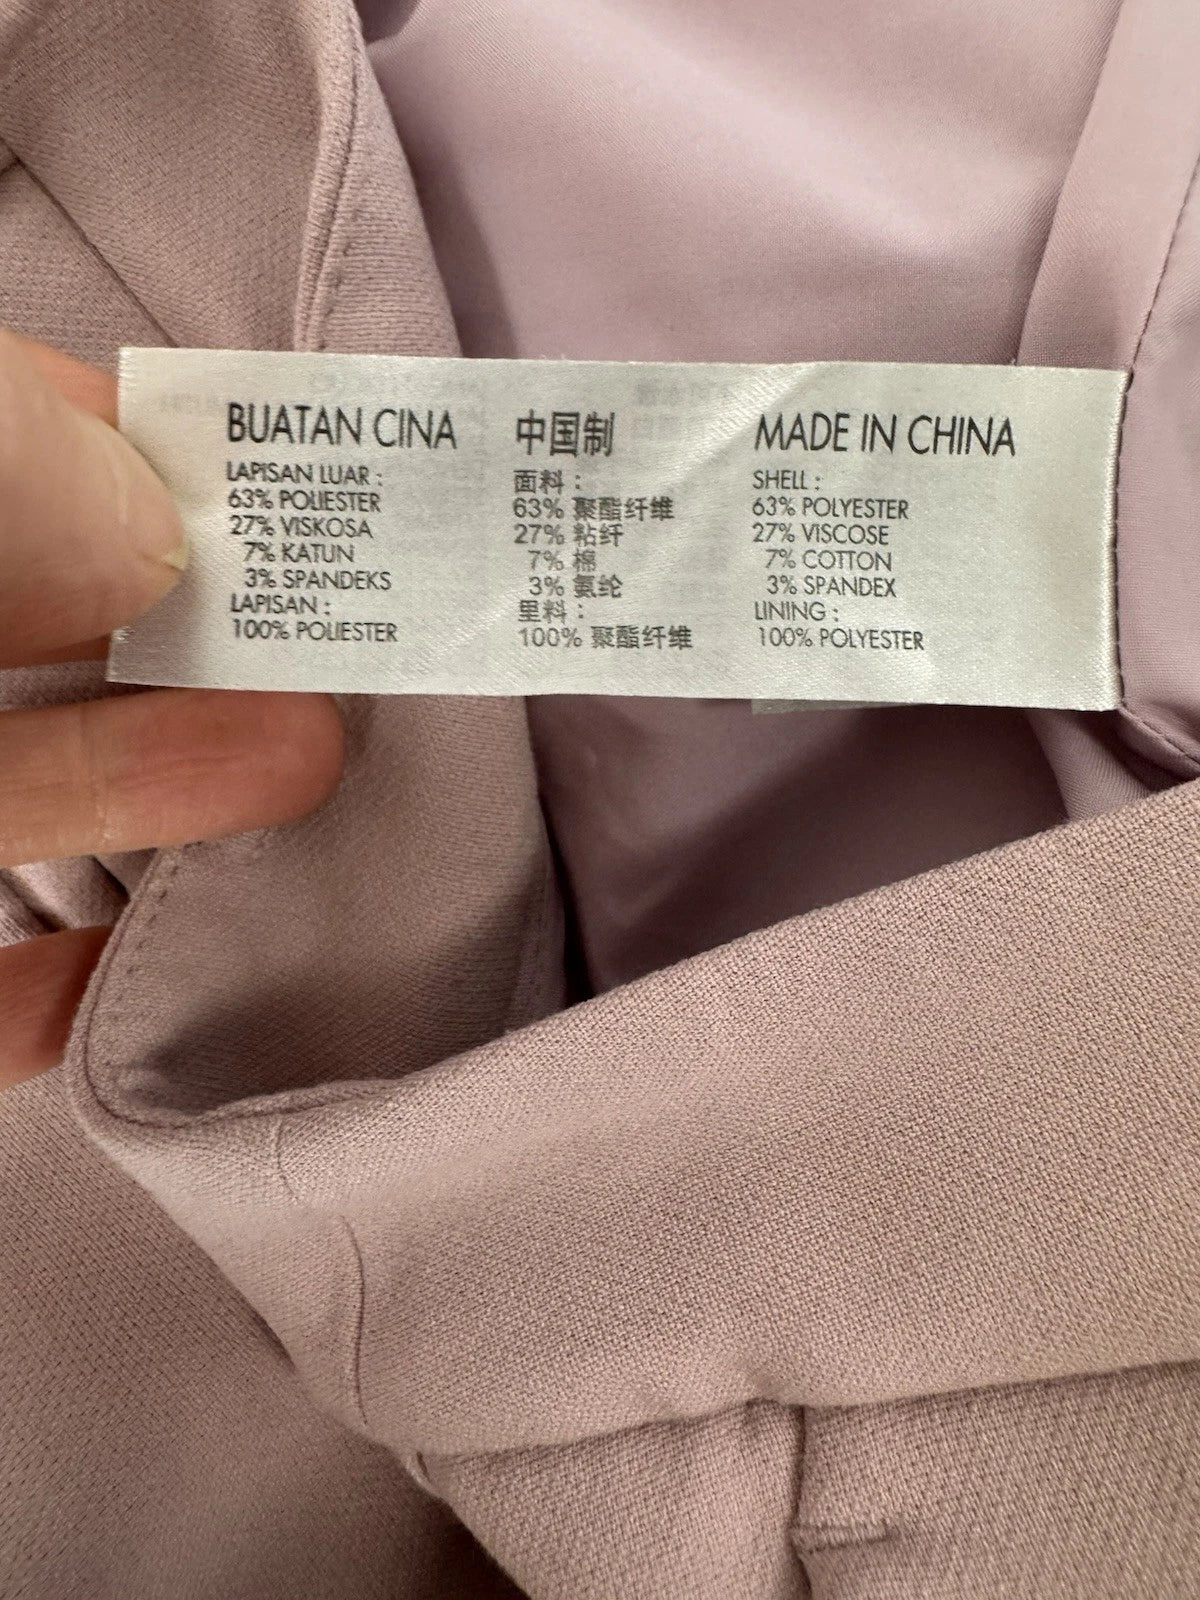 BUATAN CINA
LAPISAN LUAR :
63% POLIESTER
27% VISKOSA
7% KATUN
3% SPANDEKS
LAPISAN :
100% POLIESTER
中国制
面料 :
63% 聚酯纤维
27% 粘纤
7% 棉
3% 氨纶
里料 :
100% 聚酯纤维
MADE IN CHINA
SHELL :
63% POLYESTER
27% VISCOSE
7% COTTON
3% SPANDEX
LINING :
100% POLYESTER